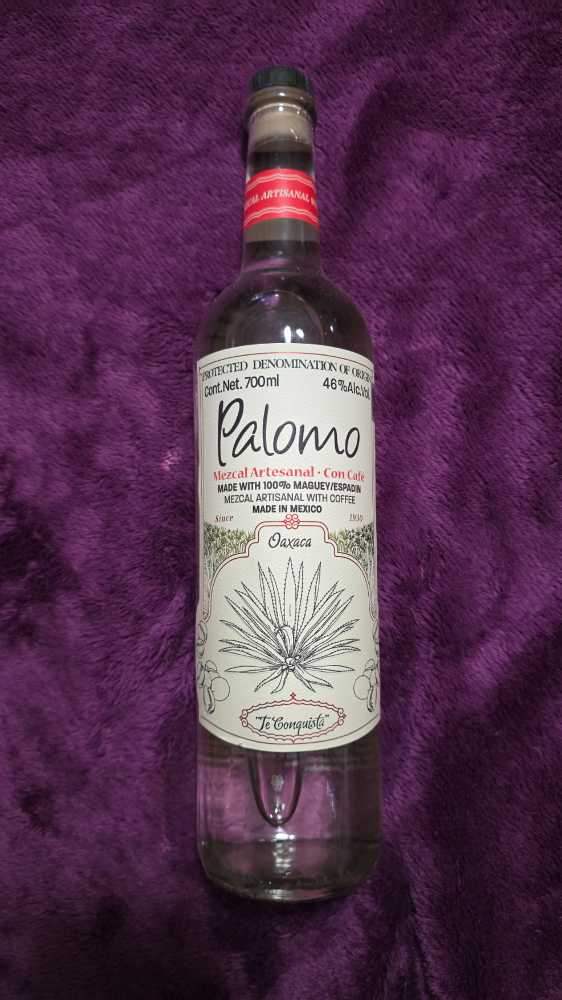 ARTISANAL
PROTECTED DENOMINATION OF ORIGIN
Cont.Net. 700ml 46%Alc.Vol.
Palomo
Mezcal Artesanal · Con Café
MADE WITH 100% MAGUEY/ESPADIN
MEZCAL ARTISANAL WITH COFFEE
MADE IN MEXICO
Since 1930
Oaxaca
"Te Conquista"